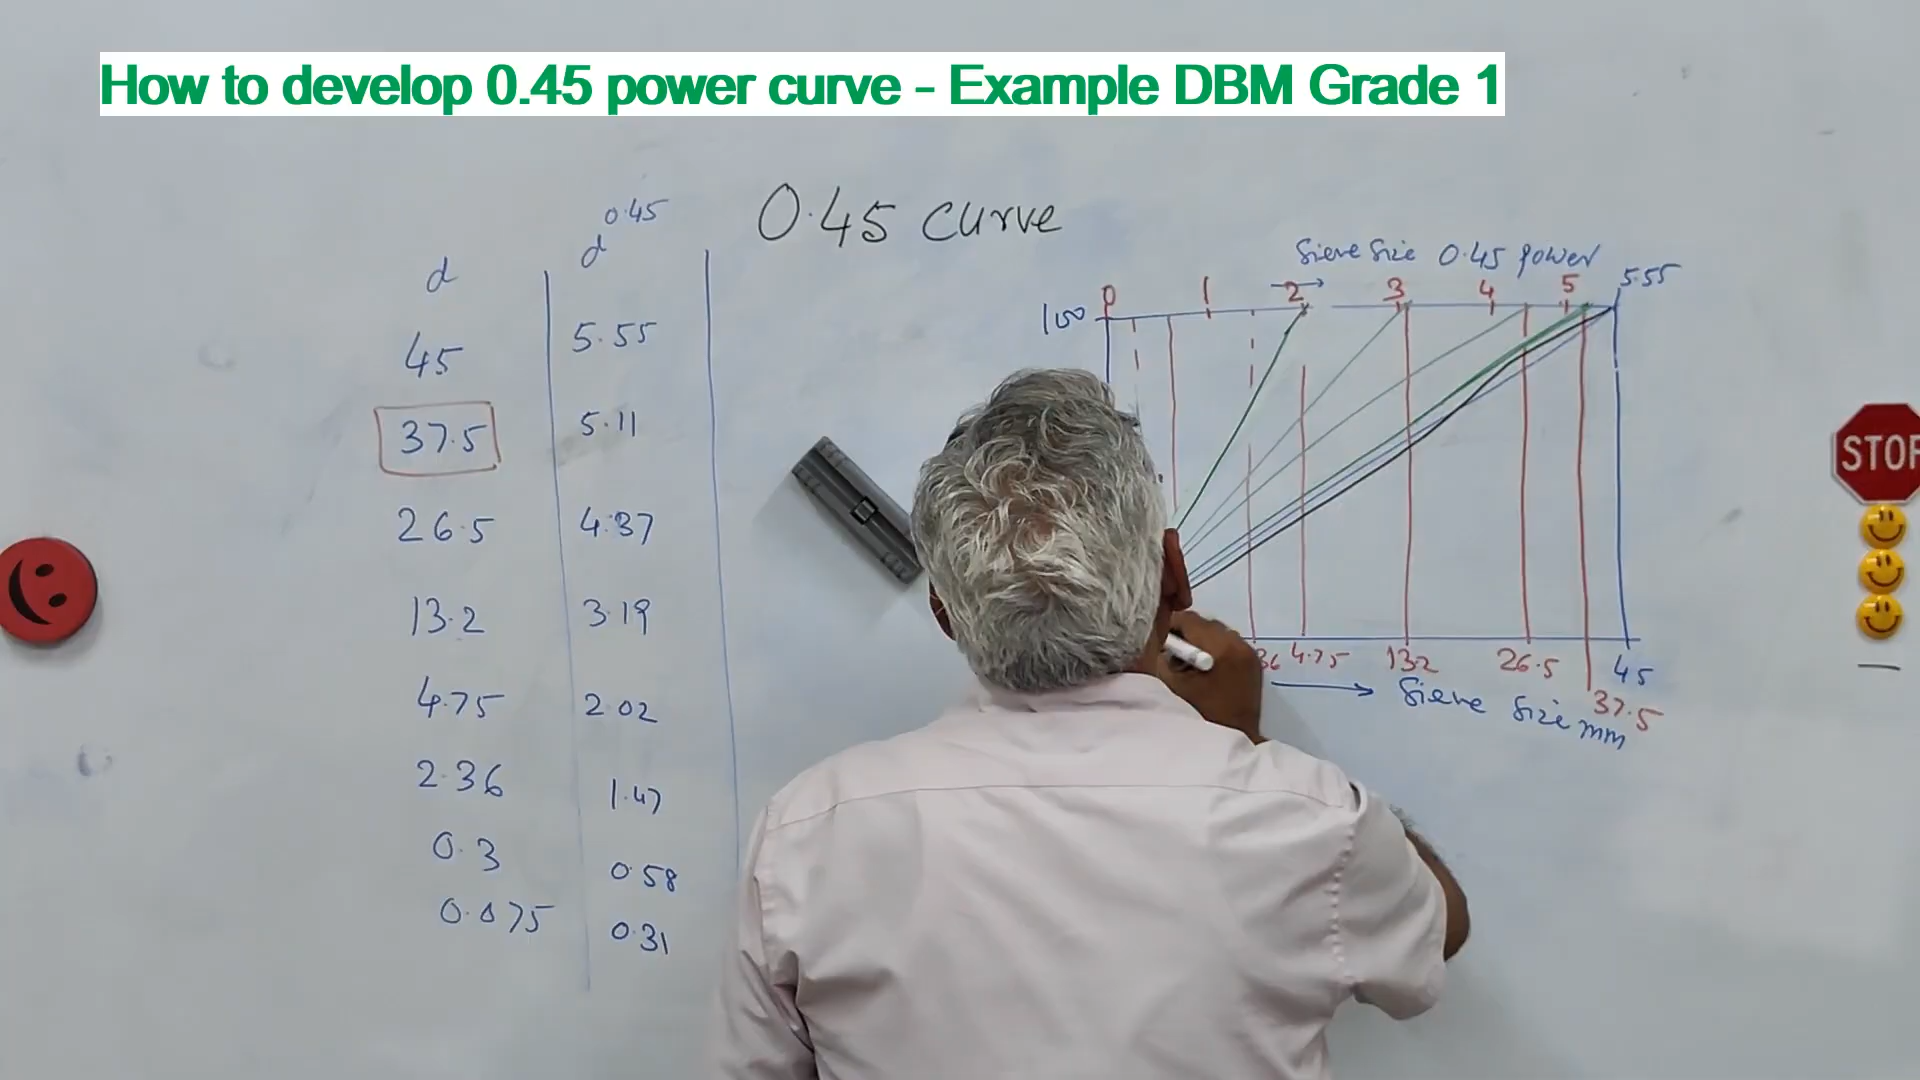 How to develop 0.45 power curve - Example DBM Grade 1
0.45 curve
d
d 0.45
45 5.55
37.5 5.11
26.5 4.37
13.2 3.19
4.75 2.02
2.36 1.47
0.3 0.58
0.075 0.31
Sieve Size 0.45 power
0 1 2 3 4 5 5.55
100
36 4.75 13.2 26.5 45
37.5
Sieve Size mm
STOP